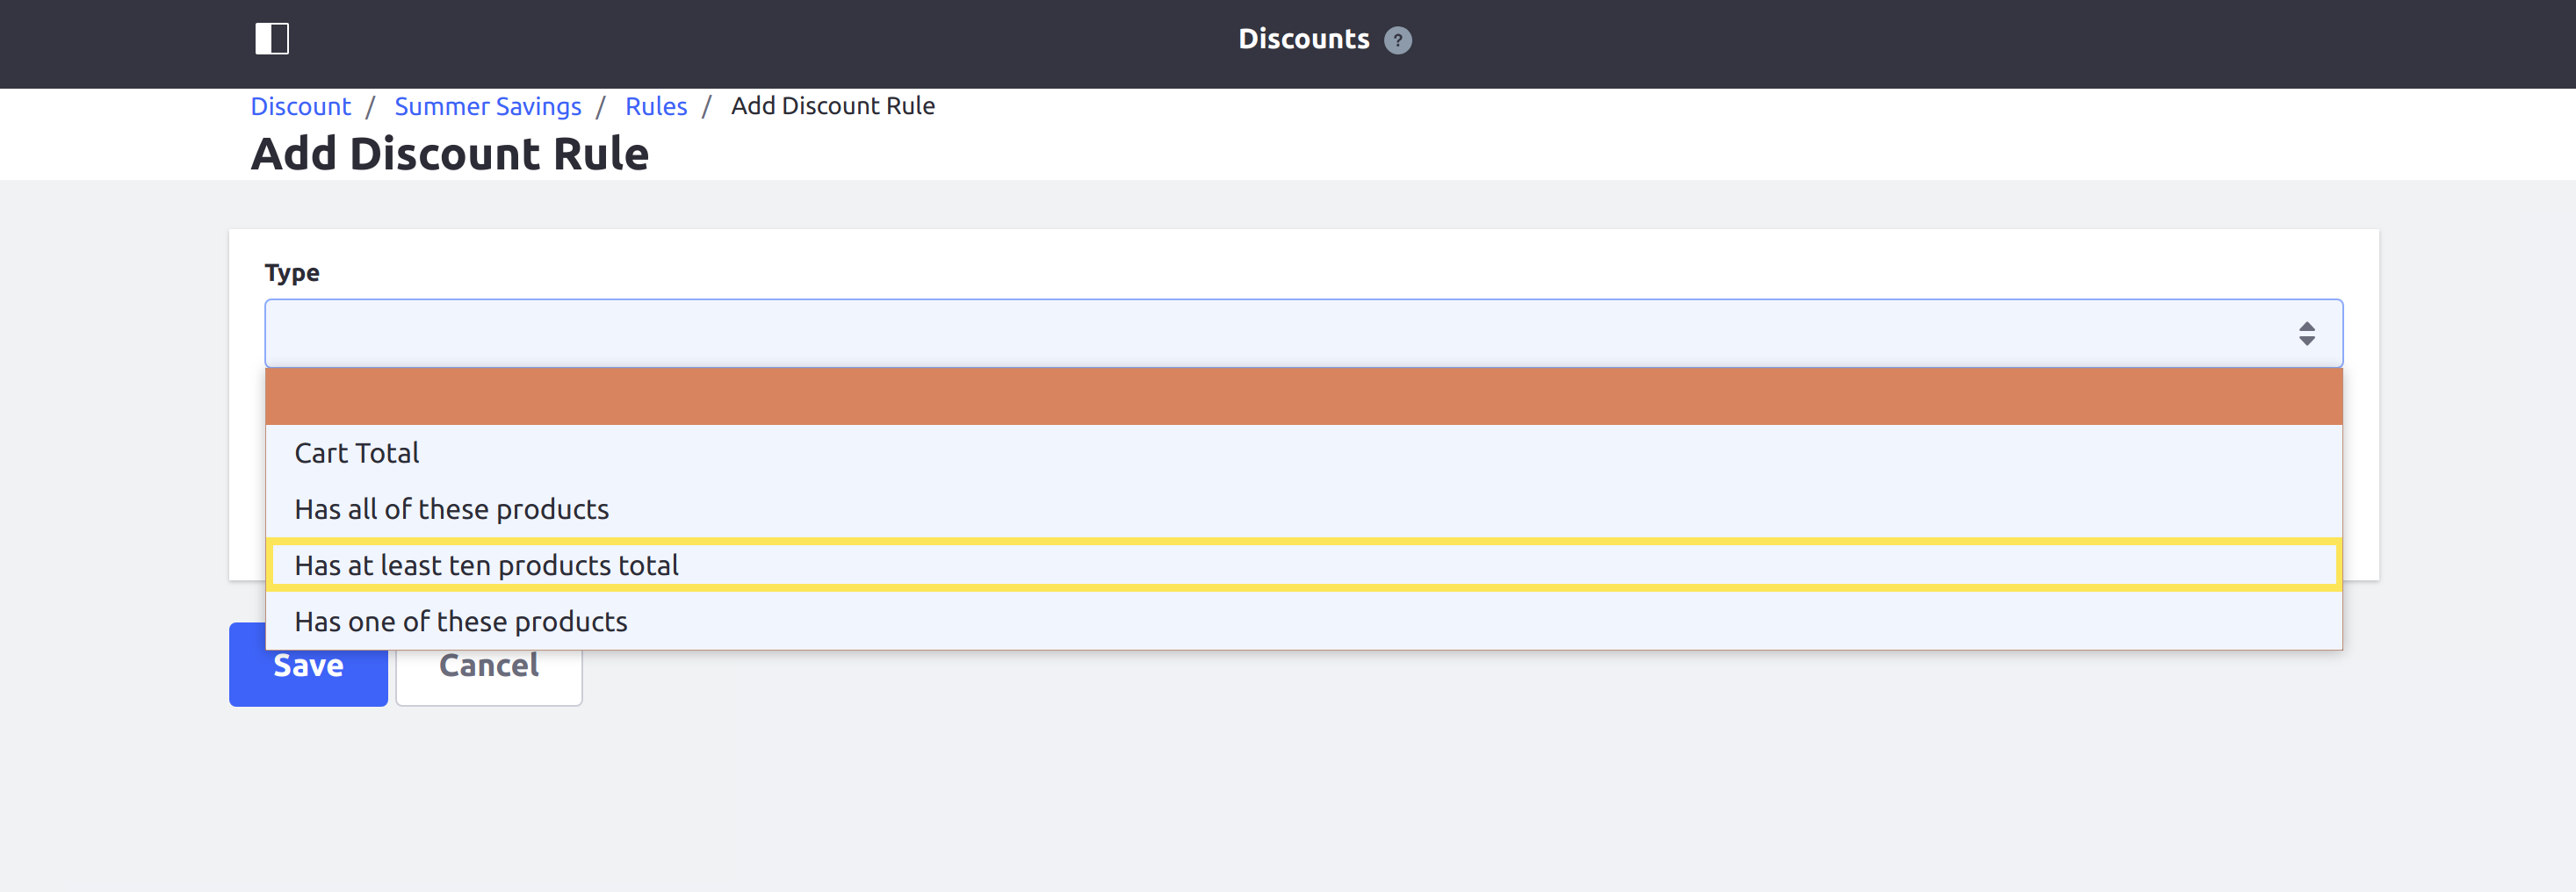 Discounts ?
Discount / Summer Savings / Rules / Add Discount Rule
Add Discount Rule
Type
Cart Total
Has all of these products
Has at least ten products total
Has one of these products
Save Cancel